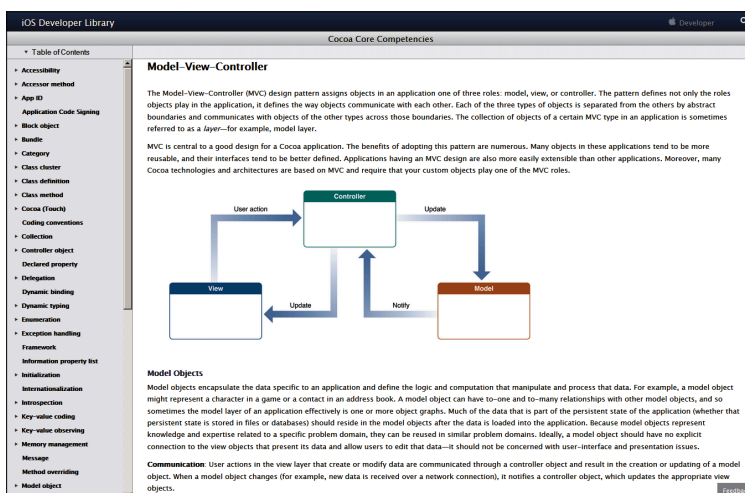 iOS Developer Library
Developer
Cocoa Core Competencies
Table of Contents
Accessibility
Accessor method
App ID
Application Code Signing
Block object
Bundle
Category
Class cluster
Class definition
Class method
Cocoa (Touch)
Coding conventions
Collection
Controller object
Declared property
Delegation
Dynamic binding
Dynamic typing
Enumeration
Exception handling
Framework
Information property list
Initialization
Internationalization
Introspection
Key-value coding
Key-value observing
Memory management
Message
Method overriding
Model object
Model-View-Controller
The Model-View-Controller (MVC) design pattern assigns objects in an application one of three roles: model, view, or controller. The pattern defines not only the roles
objects play in the application, it defines the way objects communicate with each other. Each of the three types of objects is separated from the others by abstract
boundaries and communicates with objects of the other types across those boundaries. The collection of objects of a certain MVC type in an application is sometimes
referred to as a layer—for example, model layer.
MVC is central to a good design for a Cocoa application. The benefits of adopting this pattern are numerous. Many objects in these applications tend to be more
reusable, and their interfaces tend to be better defined. Applications having an MVC design are also more easily extensible than other applications. Moreover, many
Cocoa technologies and architectures are based on MVC and require that your custom objects play one of the MVC roles.
Controller
User action
Update
View
Model
Update
Notify
Model Objects
Model objects encapsulate the data specific to an application and define the logic and computation that manipulate and process that data. For example, a model object
might represent a character in a game or a contact in an address book. A model object can have to-one and to-many relationships with other model objects, and so
sometimes the model layer of an application effectively is one or more object graphs. Much of the data that is part of the persistent state of the application (whether that
persistent state is stored in files or databases) should reside in the model objects after the data is loaded into the application. Because model objects represent
knowledge and expertise related to a specific problem domain, they can be reused in similar problem domains. Ideally, a model object should have no explicit
connection to the view objects that present its data and allow users to edit that data—it should not be concerned with user-interface and presentation issues.
Communication: User actions in the view layer that create or modify data are communicated through a controller object and result in the creation or updating of a model
object. When a model object changes (for example, new data is received over a network connection), it notifies a controller object, which updates the appropriate view
objects.